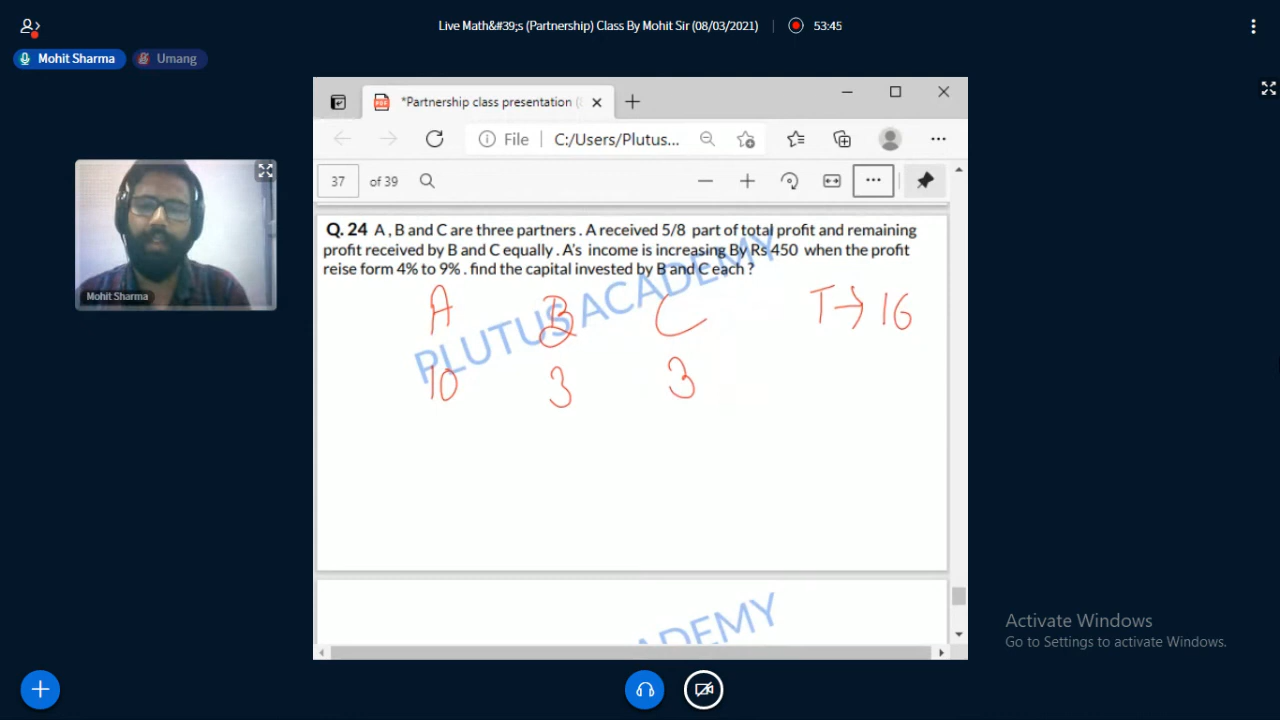 Live Math&#39;s (Partnership) Class By Mohit Sir (08/03/2021) 53:45
Mohit Sharma Umang
*Partnership class presentation (
File C:/Users/Plutus...
37 of 39
Q. 24 A , B and C are three partners . A received 5/8 part of total profit and remaining
profit received by B and C equally . A's income is increasing By Rs 450 when the profit
reise form 4% to 9% . find the capital invested by B and C each ?
PLUTUS ACADEMY
Mohit Sharma
A B C T→16
10 3 3
ADEMY
Activate Windows
Go to Settings to activate Windows.